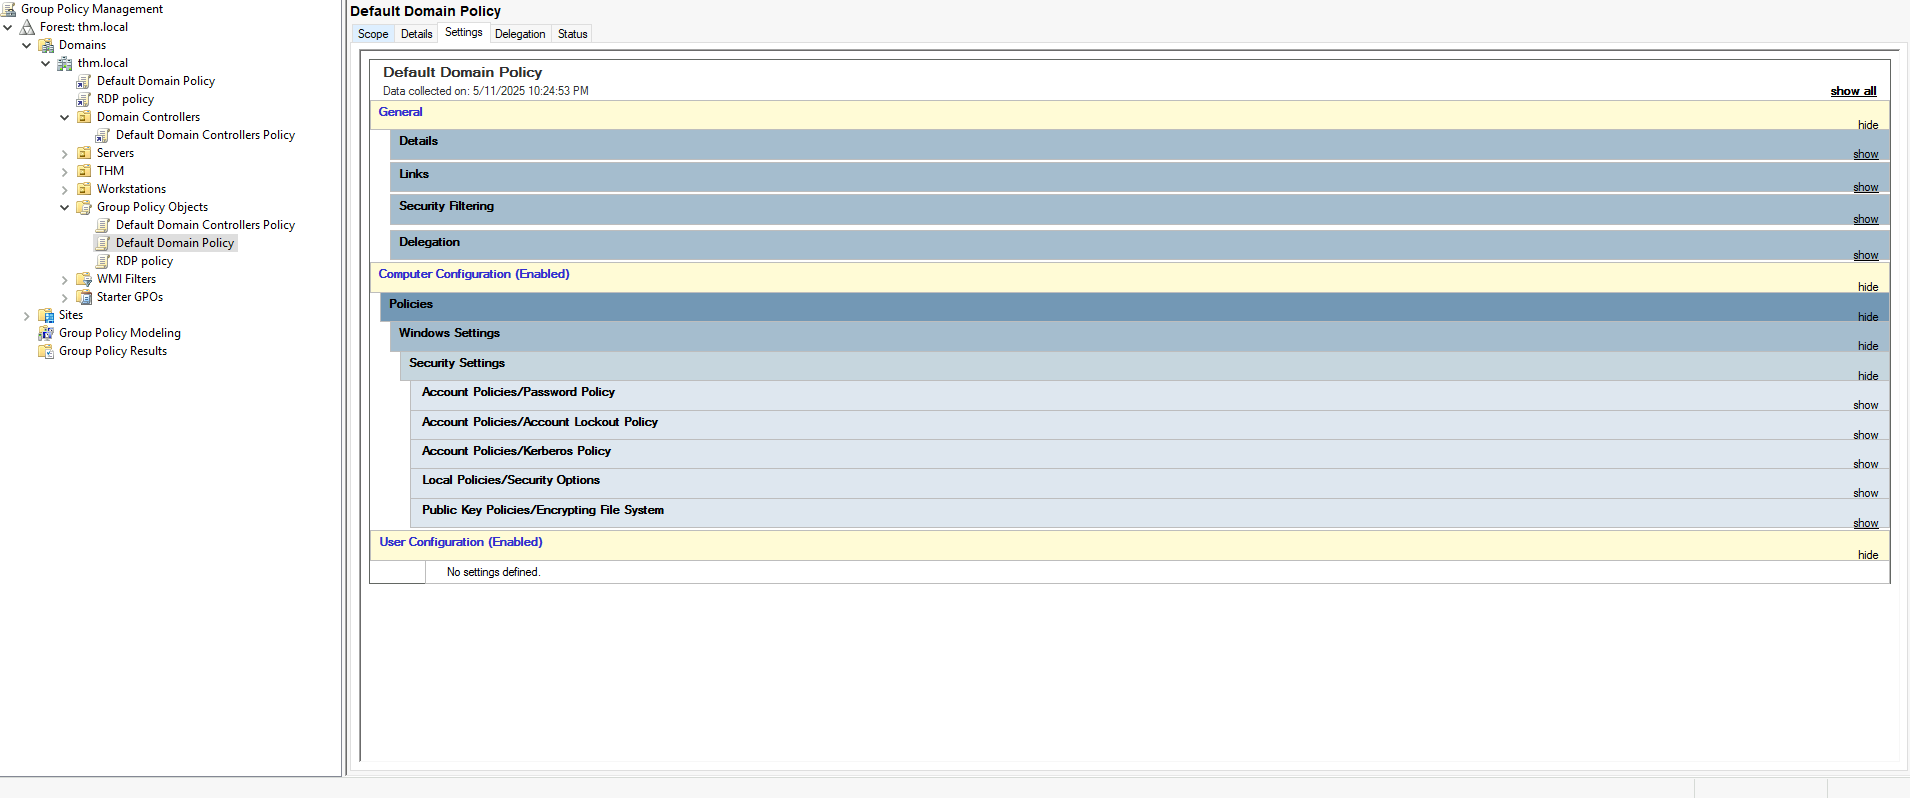 Group Policy Management
Forest: thm.local
Domains
thm.local
Default Domain Policy
RDP policy
Domain Controllers
Default Domain Controllers Policy
Servers
THM
Workstations
Group Policy Objects
Default Domain Controllers Policy
Default Domain Policy
RDP policy
WMI Filters
Starter GPOs
Sites
Group Policy Modeling
Group Policy Results
Default Domain Policy
Scope Details Settings Delegation Status
Default Domain Policy
Data collected on: 5/11/2025 10:24:53 PM
show all
General
hide
Details
show
Links
show
Security Filtering
show
Delegation
show
Computer Configuration (Enabled)
hide
Policies
hide
Windows Settings
hide
Security Settings
hide
Account Policies/Password Policy
show
Account Policies/Account Lockout Policy
show
Account Policies/Kerberos Policy
show
Local Policies/Security Options
show
Public Key Policies/Encrypting File System
show
User Configuration (Enabled)
hide
No settings defined.